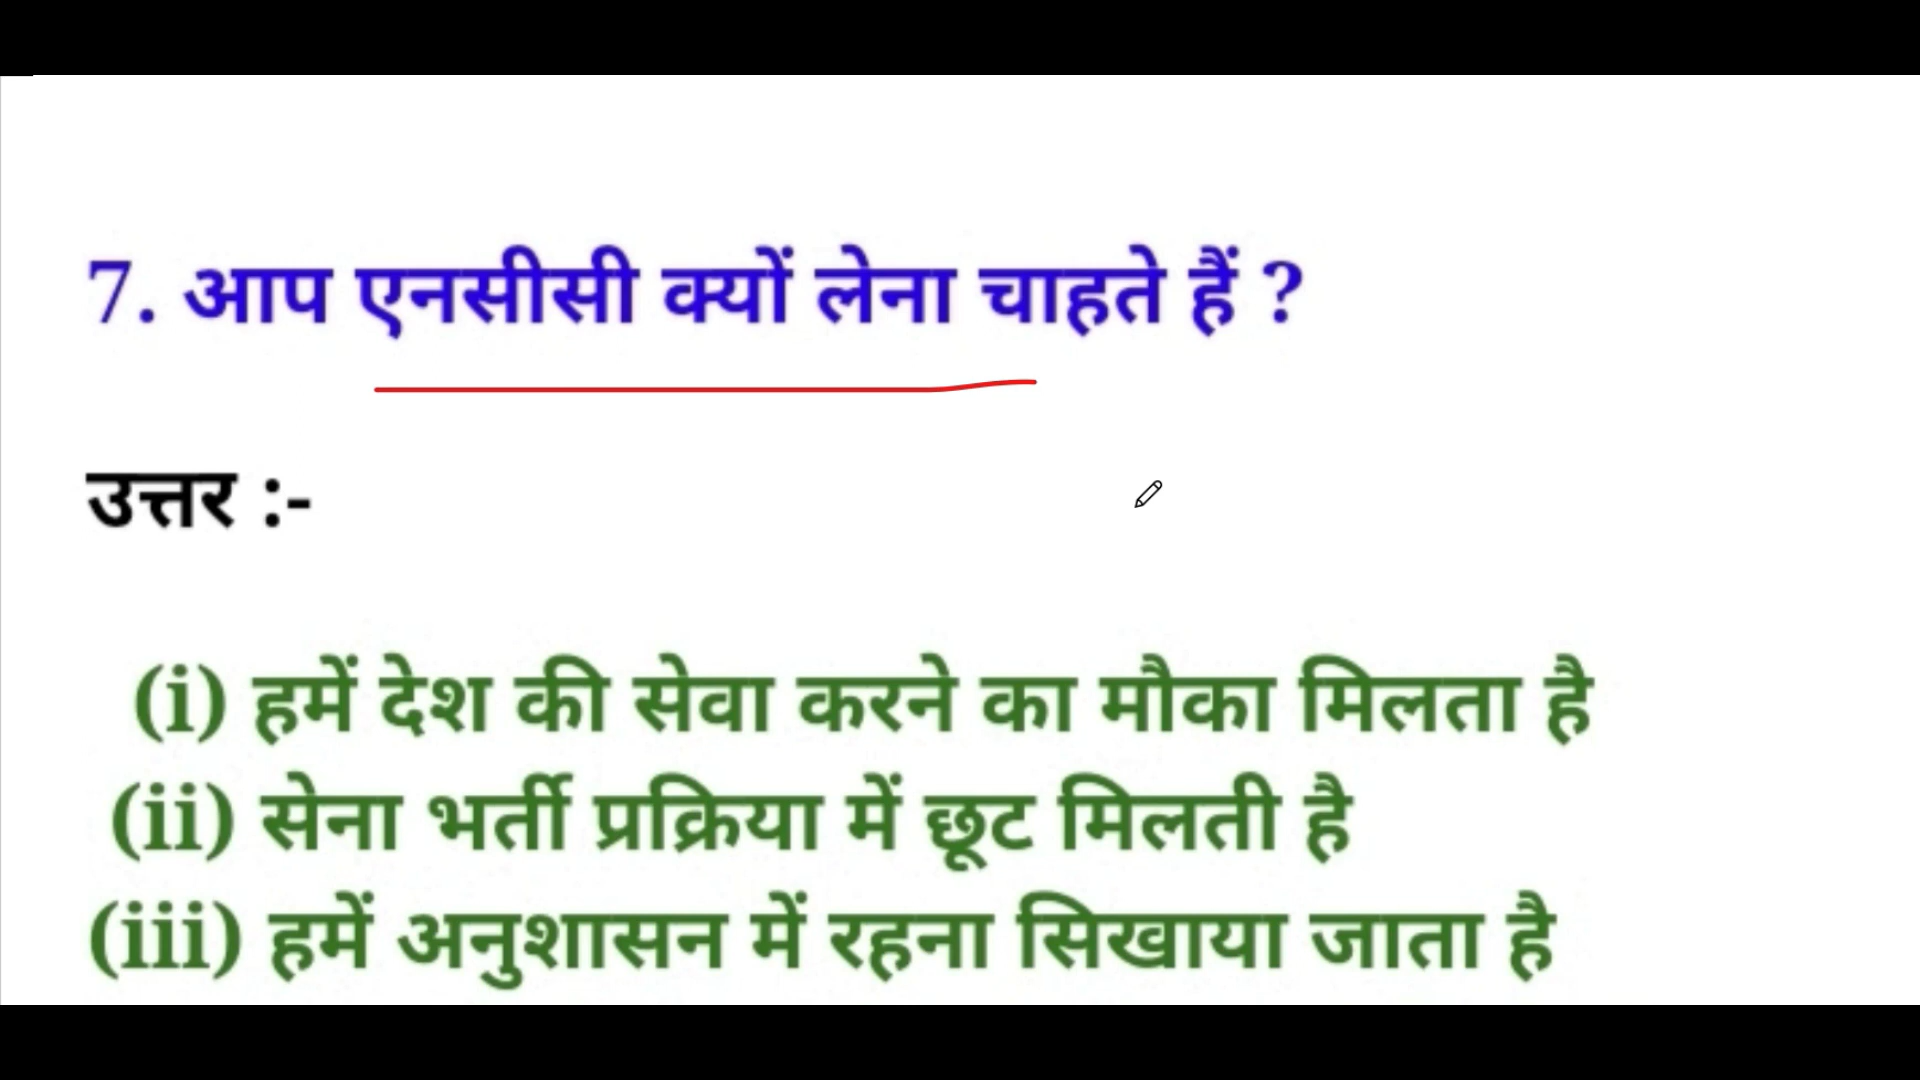 7. आप एनसीसी क्यों लेना चाहते हैं ?
उत्तर :-
(i) हमें देश की सेवा करने का मौका मिलता है
(ii) सेना भर्ती प्रक्रिया में छूट मिलती है
(iii) हमें अनुशासन में रहना सिखाया जाता है